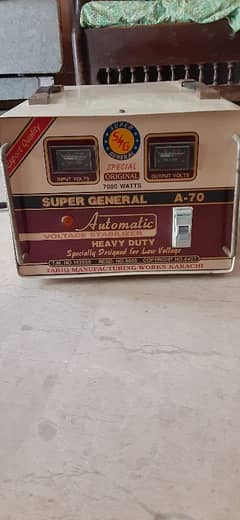 Export Quality
SUPER
S G
GENERAL
SPECIAL
ORIGINAL
7000 WATTS
INPUT VOLTS
OUTPUT VOLTS
SUPER GENERAL A-70
Automatic
VOLTAGE STABILIZER
HEAVY DUTY
Specially Designed for Low Voltage
TARIQ MANUFACTURING WORKS KARACHI